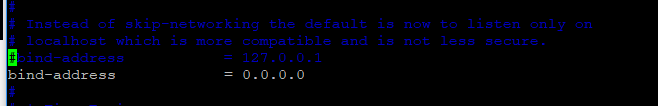 #
# Instead of skip-networking the default is now to listen only on
# localhost which is more compatible and is not less secure.
#bind-address = 127.0.0.1
bind-address = 0.0.0.0
#